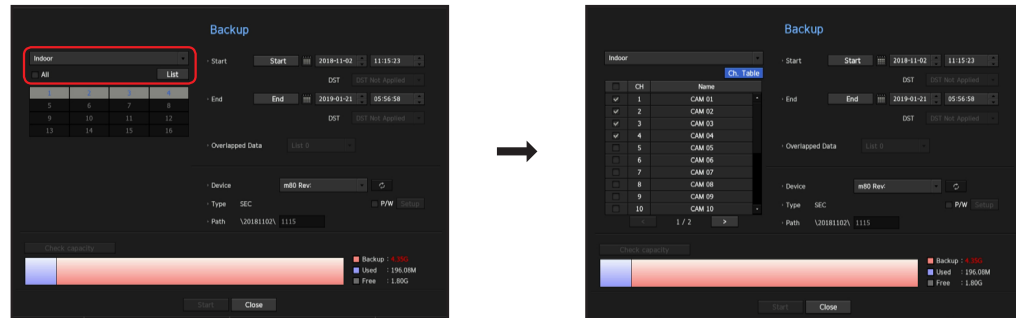 Backup
Indoor
All List
1 2 3 4
5 6 7 8
9 10 11 12
13 14 15 16
· Start Start 2018-11-02 11:15:23
DST DST Not Applied
· End End 2019-01-21 05:56:58
DST DST Not Applied
· Overlapped Data List 0
· Device m80 Rev:
· Type SEC P/W Setup
· Path \20181102\ 1115
Check capacity
Backup : 4.35G
Used : 196.08M
Free : 1.80G
Start Close
Backup
Indoor
Ch. Table
CH Name
1 CAM 01
2 CAM 02
3 CAM 03
4 CAM 04
5 CAM 05
6 CAM 06
7 CAM 07
8 CAM 08
9 CAM 09
10 CAM 10
< 1 / 2 >
· Start Start 2018-11-02 11:15:23
DST DST Not Applied
· End End 2019-01-21 05:56:58
DST DST Not Applied
· Overlapped Data List 0
· Device m80 Rev:
· Type SEC P/W Setup
· Path \20181102\ 1115
Check capacity
Backup : 4.35G
Used : 196.08M
Free : 1.80G
Start Close